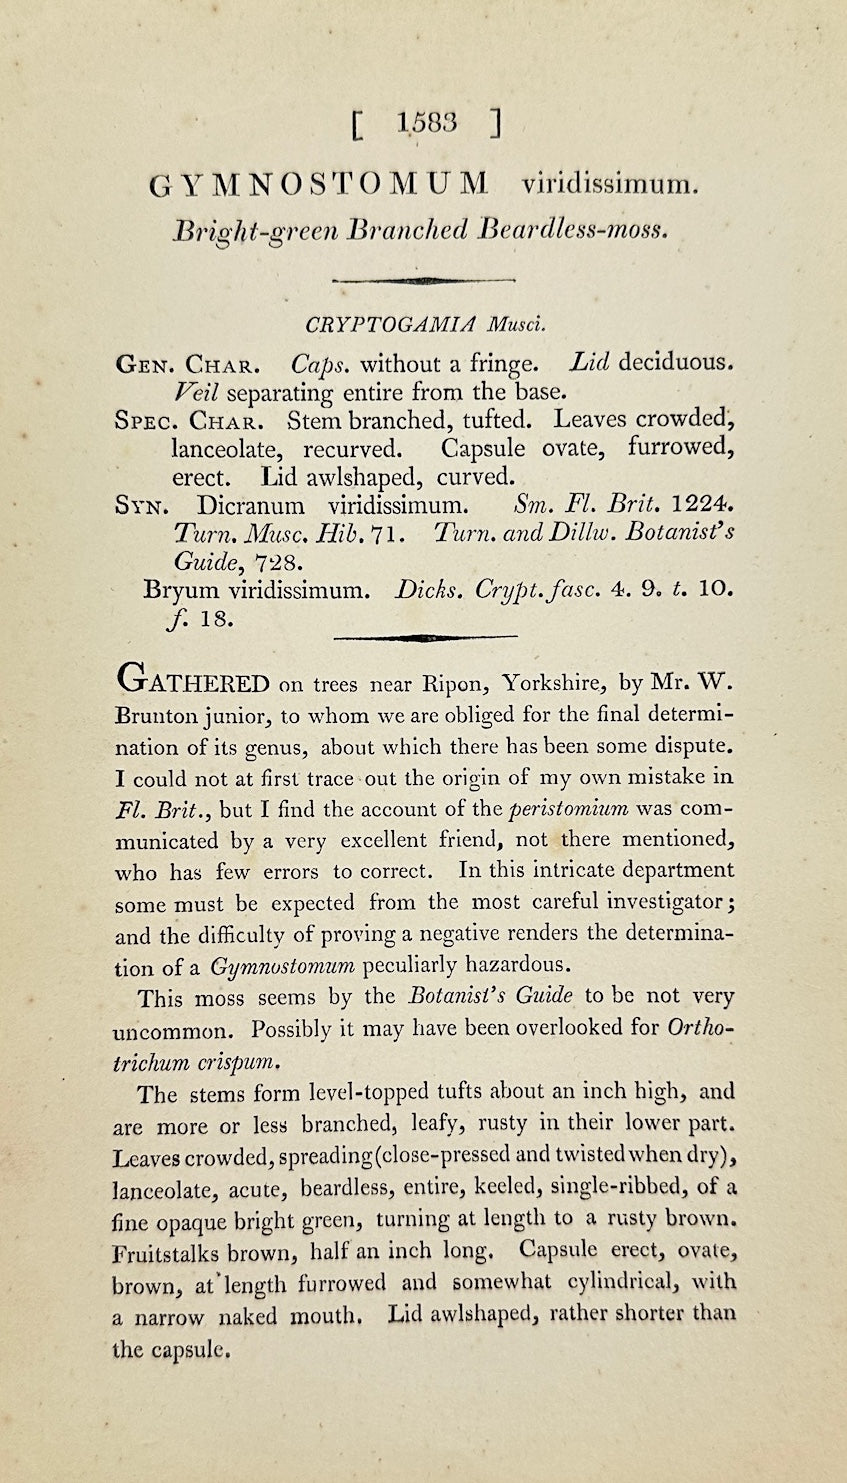 [ 1583 ]
GYMNOSTOMUM viridissimum.
Bright-green Branched Beardless-moss.
CRYPTOGAMIA Musci.
GEN. CHAR. Caps. without a fringe. Lid deciduous.
Veil separating entire from the base.
SPEC. CHAR. Stem branched, tufted. Leaves crowded,
lanceolate, recurved. Capsule ovate, furrowed,
erect. Lid awlshaped, curved.
SYN. Dicranum viridissimum. Sm. Fl. Brit. 1224.
Turn. Musc. Hib. 71. Turn. and Dillw. Botanist's
Guide, 728.
Bryum viridissimum. Dicks. Crypt. fasc. 4. 9. t. 10.
f. 18.
GATHERED on trees near Ripon, Yorkshire, by Mr. W.
Brunton junior, to whom we are obliged for the final determi-
nation of its genus, about which there has been some dispute.
I could not at first trace out the origin of my own mistake in
Fl. Brit., but I find the account of the peristomium was com-
municated by a very excellent friend, not there mentioned,
who has few errors to correct. In this intricate department
some must be expected from the most careful investigator;
and the difficulty of proving a negative renders the determina-
tion of a Gymnostomum peculiarly hazardous.
This moss seems by the Botanist's Guide to be not very
uncommon. Possibly it may have been overlooked for Ortho-
trichum crispum.
The stems form level-topped tufts about an inch high, and
are more or less branched, leafy, rusty in their lower part.
Leaves crowded, spreading (close-pressed and twisted when dry),
lanceolate, acute, beardless, entire, keeled, single-ribbed, of a
fine opaque bright green, turning at length to a rusty brown.
Fruitstalks brown, half an inch long. Capsule erect, ovate,
brown, at length furrowed and somewhat cylindrical, with
a narrow naked mouth. Lid awlshaped, rather shorter than
the capsule.